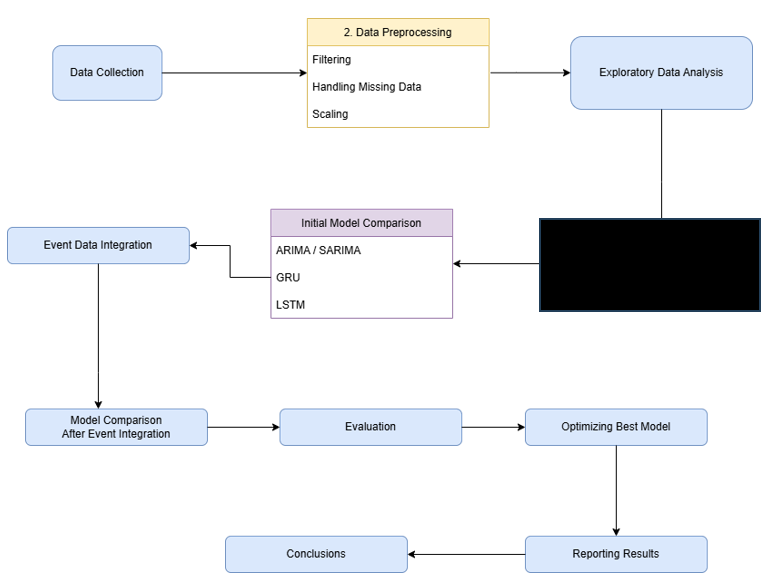 Data Collection
2. Data Preprocessing
Filtering
Handling Missing Data
Scaling
Exploratory Data Analysis
Initial Model Comparison
ARIMA / SARIMA
GRU
LSTM
Event Data Integration
Model Comparison
After Event Integration
Evaluation
Optimizing Best Model
Reporting Results
Conclusions